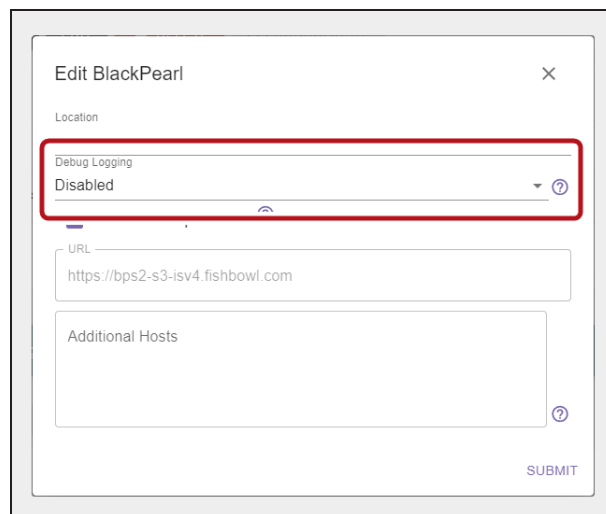 Edit BlackPearl
Location
Debug Logging
Disabled
URL
https://bps2-s3-isv4.fishbowl.com
Additional Hosts
SUBMIT